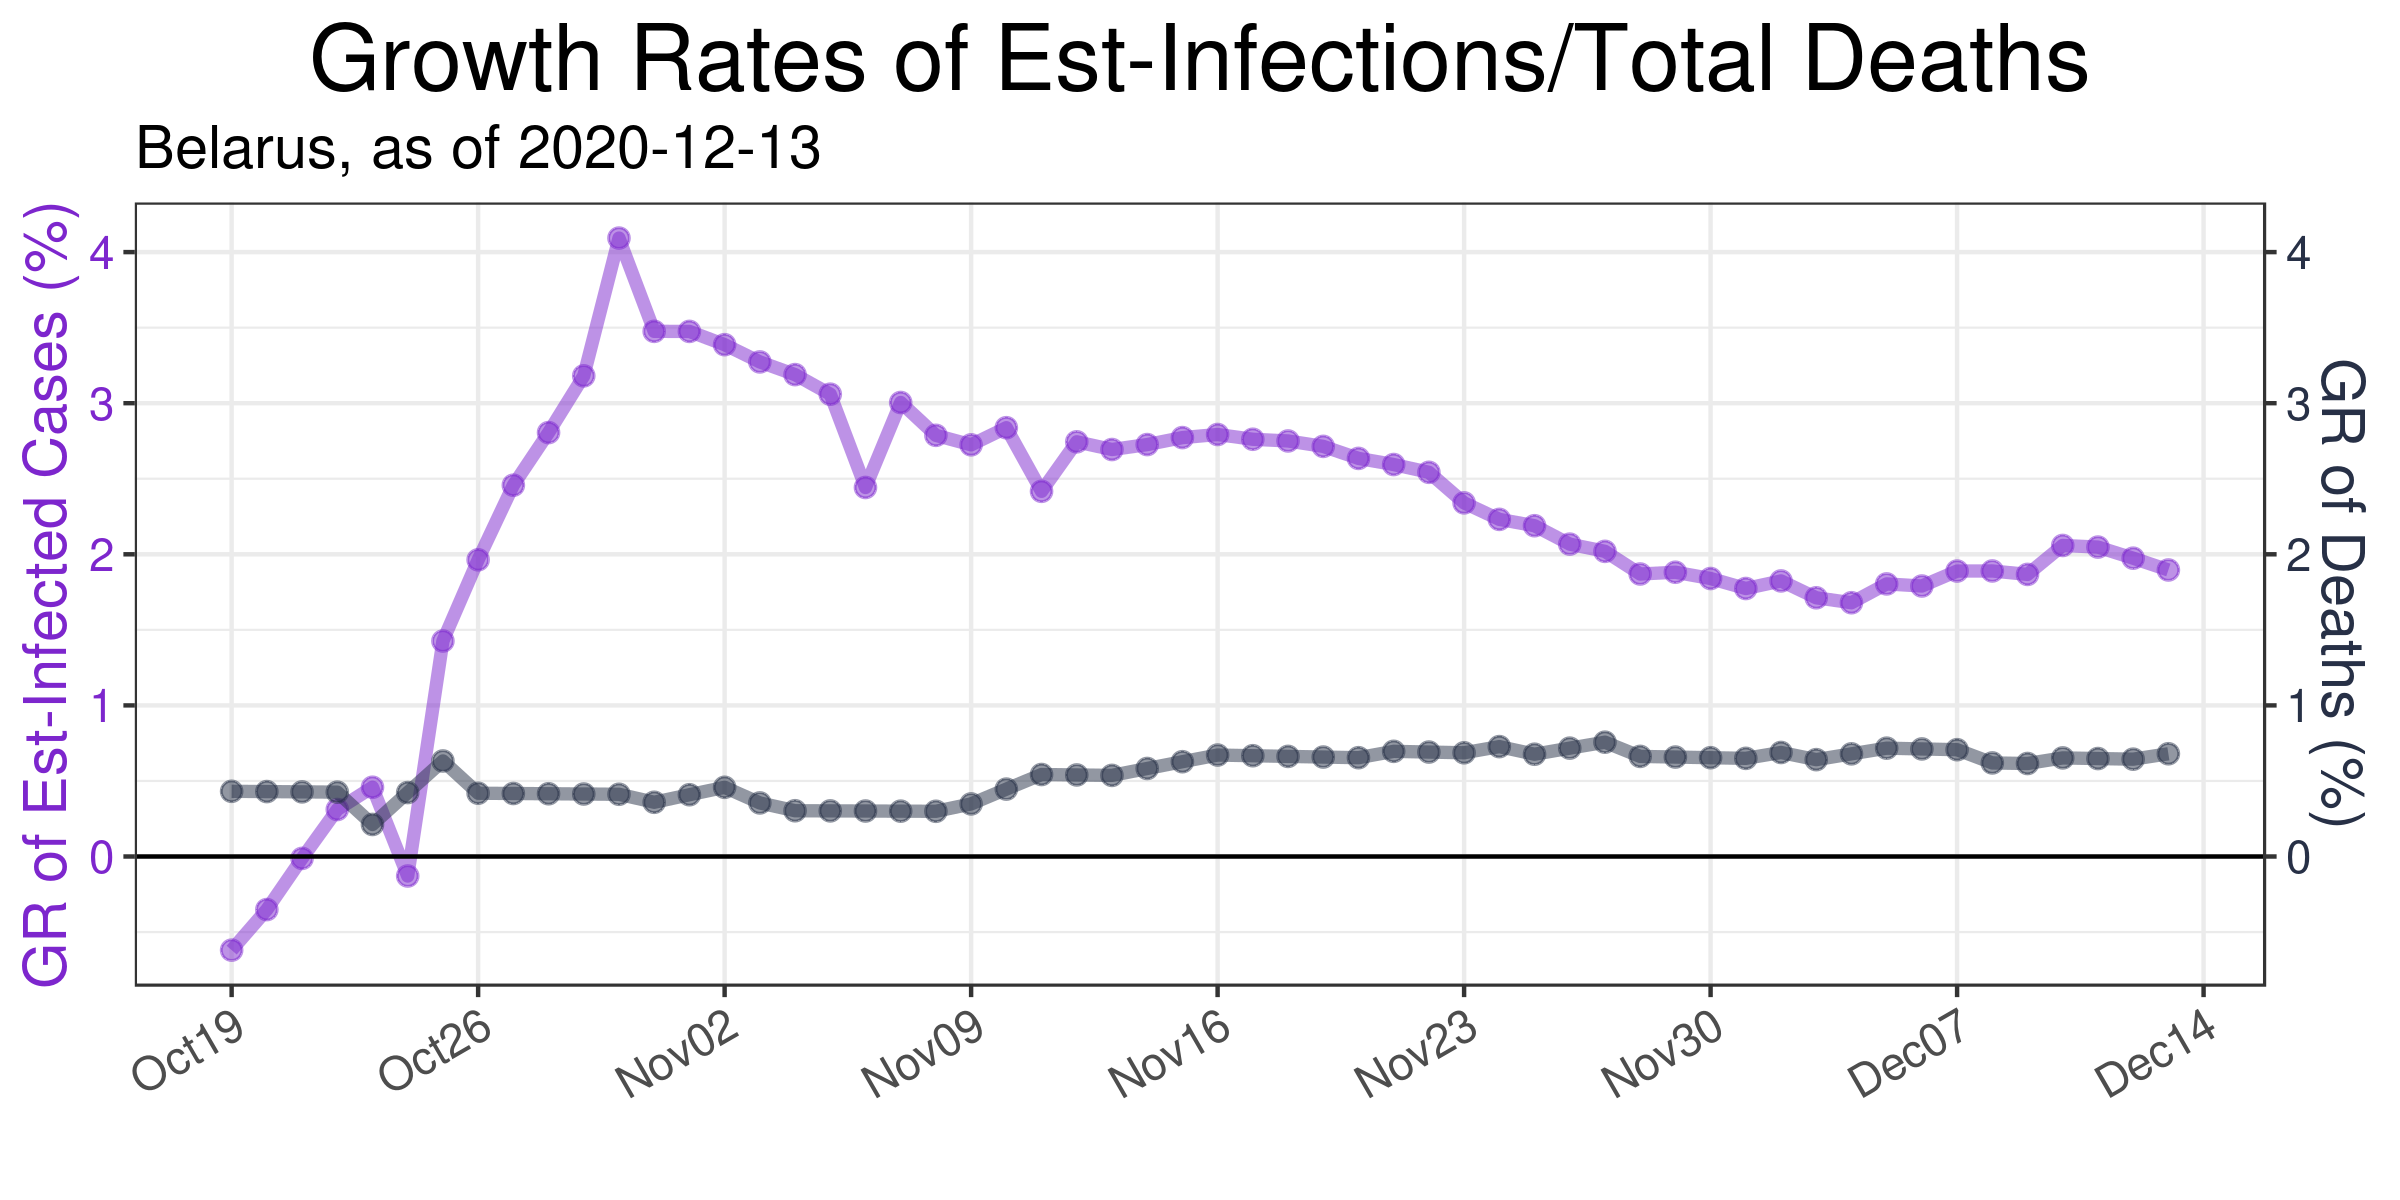 Growth Rates of Est-Infections/Total Deaths
Belarus, as of 2020-12-13
GR of Est-Infected Cases (%)
4
3
2
1
0
4
3
2
1
0
GR of Deaths (%)
Oct19
Oct26
Nov02
Nov09
Nov16
Nov23
Nov30
Dec07
Dec14